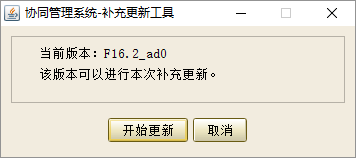 协同管理系统-补充更新工具
当前版本：F16.2_ad0
该版本可以进行本次补充更新。
开始更新 取消